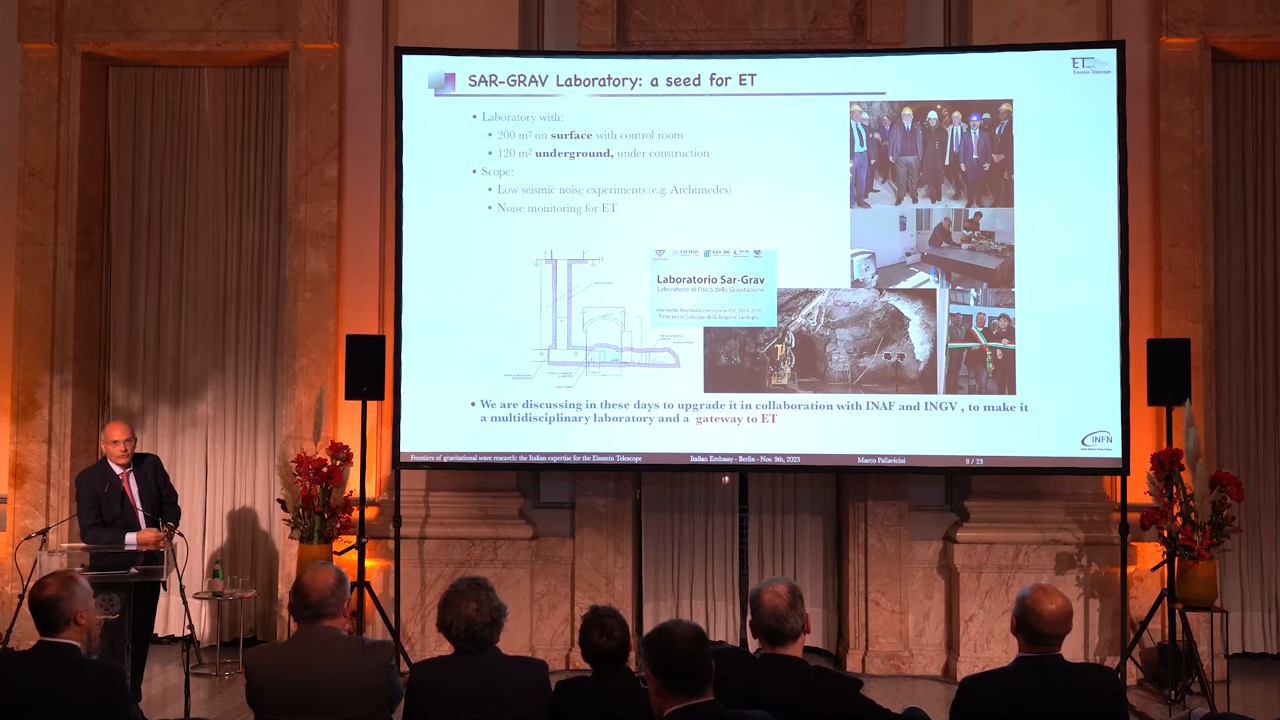 SAR-GRAV Laboratory: a seed for ET
ET
Einstein Telescope
• Laboratory with:
• 200 m² on surface with control room
• 120 m² underground, under construction
• Scope:
• Low seismic noise experiments (e.g. Archimedes)
• Noise monitoring for ET
Laboratorio Sar-Grav
Laboratorio di Fisica della Gravitazione
• We are discussing in these days to upgrade it in collaboration with INAF and INGV , to make it
a multidisciplinary laboratory and a gateway to ET
INFN
Frontiers of gravitational wave research: the Italian expertise for the Einstein Telescope
Italian Embassy - Berlin - Nov. 9th, 2023
Marco Pallavicini
8 / 23